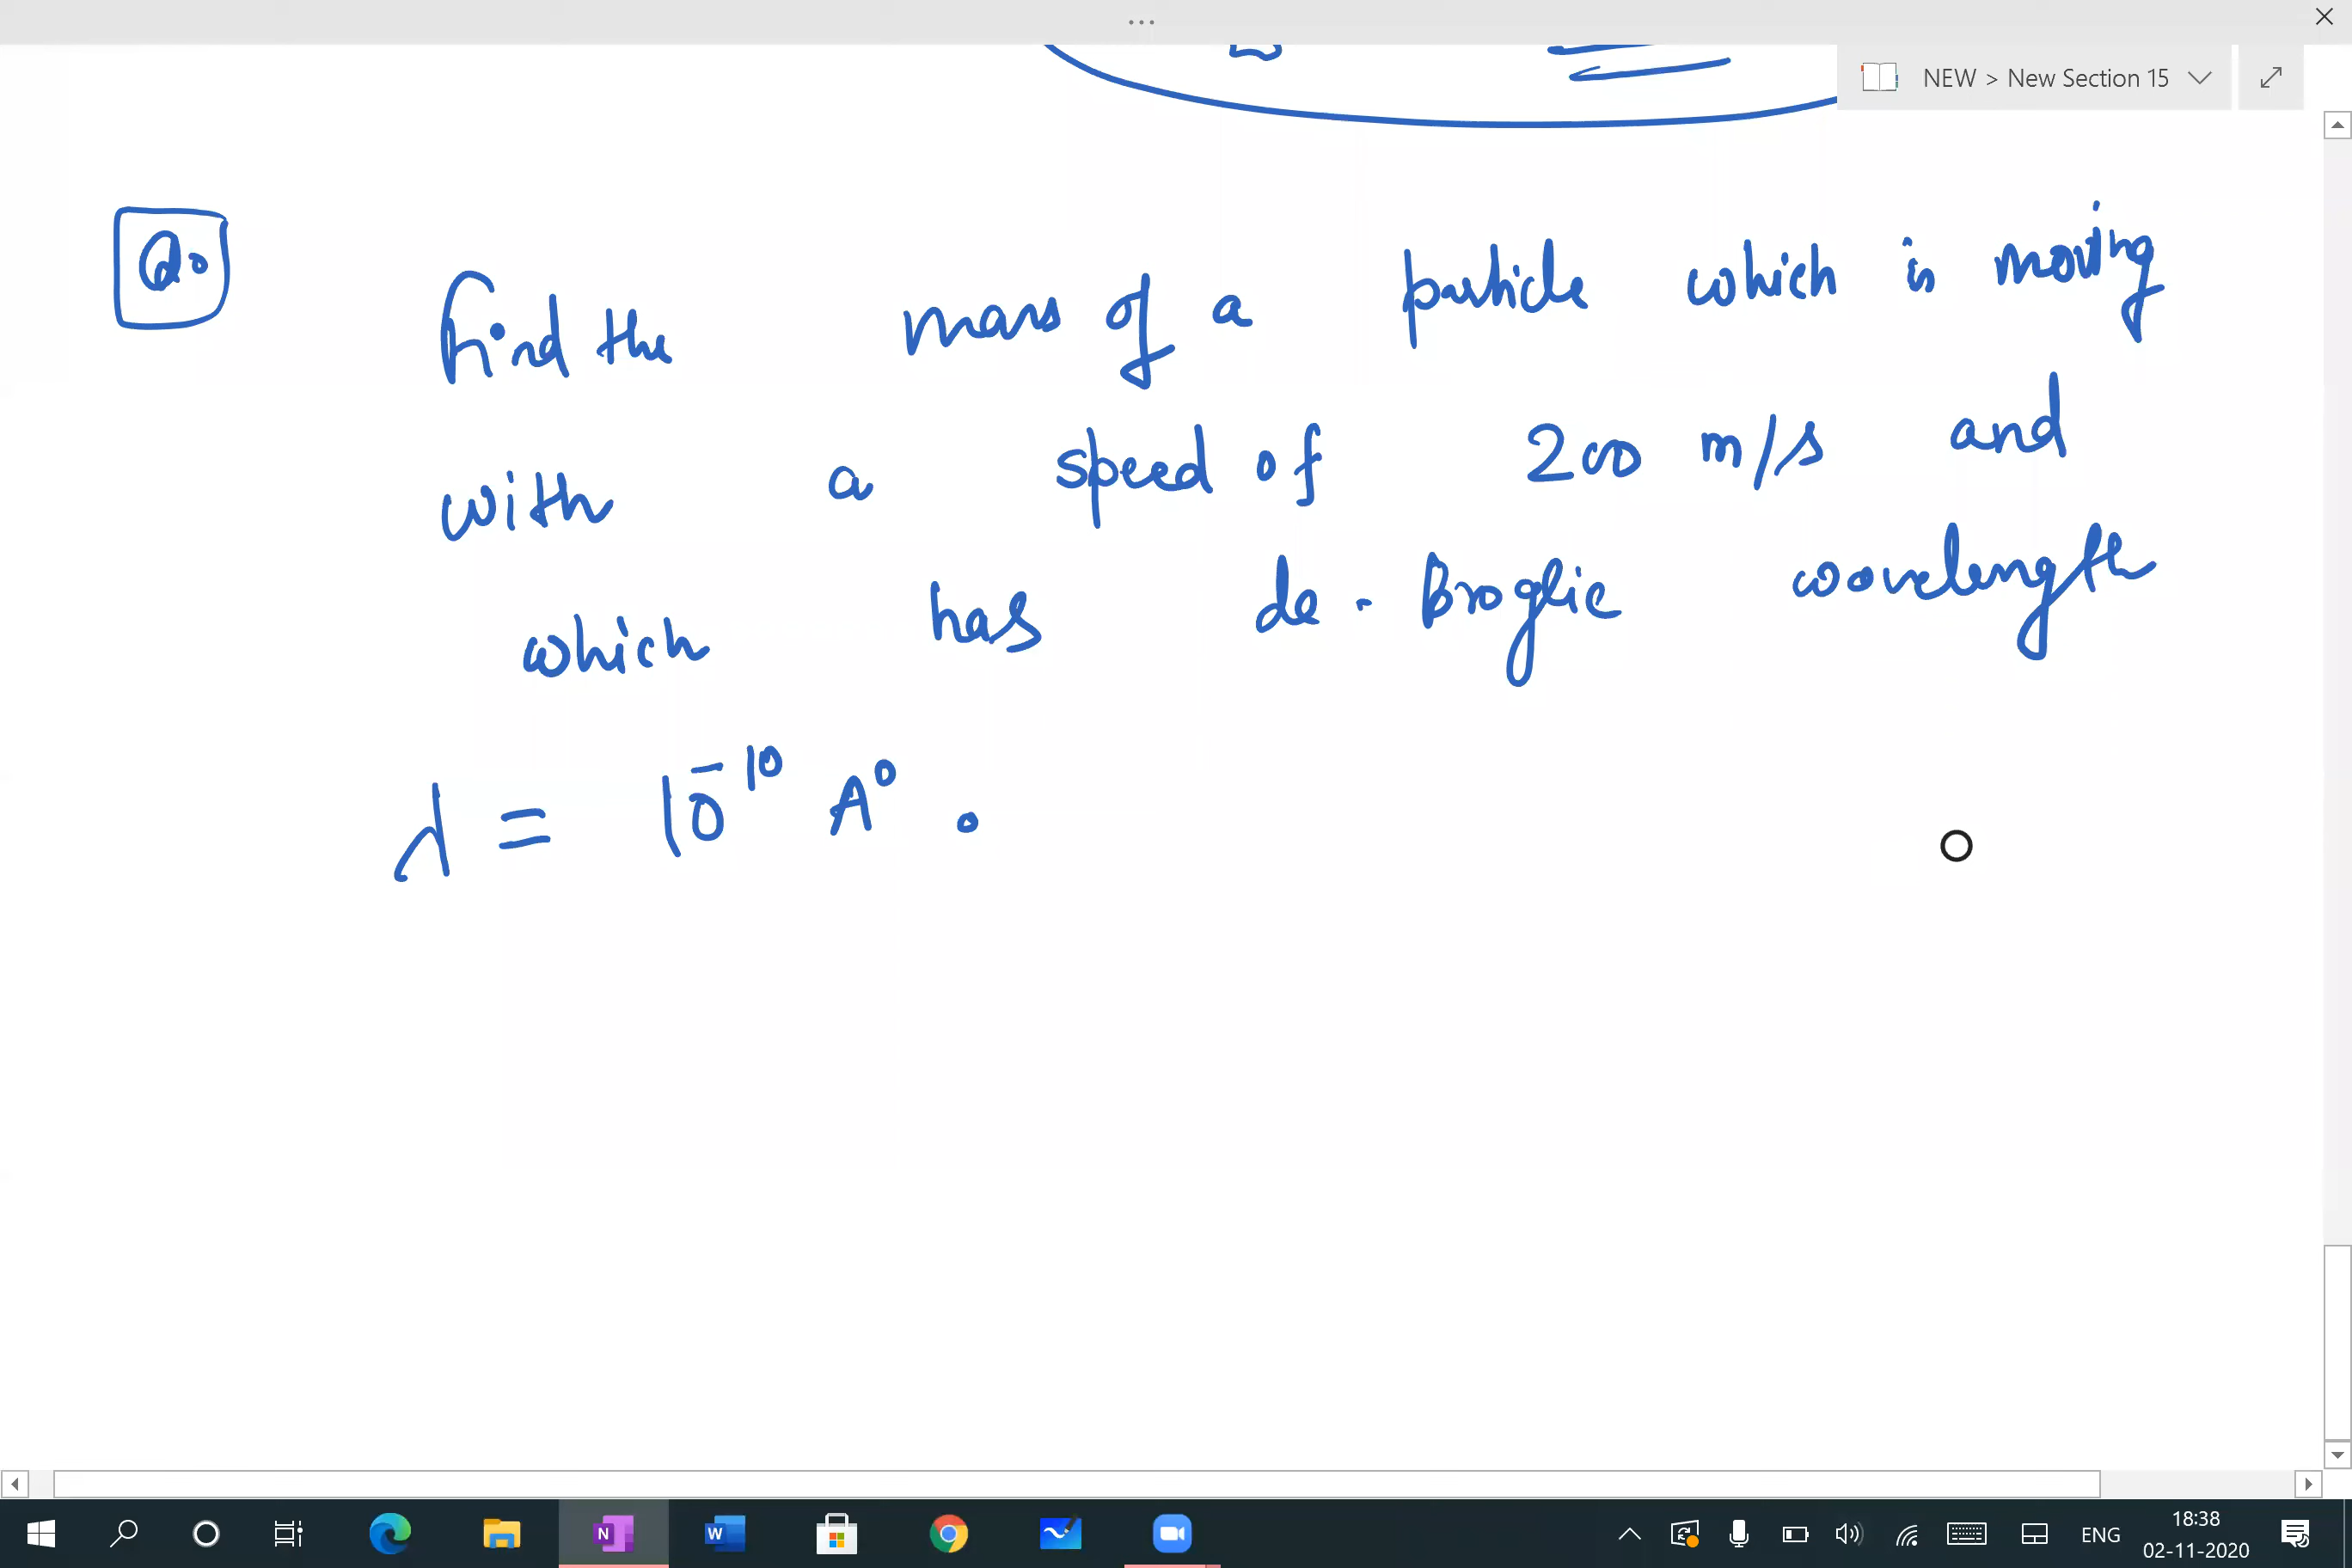 NEW > New Section 15
Q.
Find the mass of a particle which is moving
with a speed of 200 m/s and
which has de-Broglie wavelength
λ = 10⁻¹⁰ A⁰.
ENG
18:38
02-11-2020